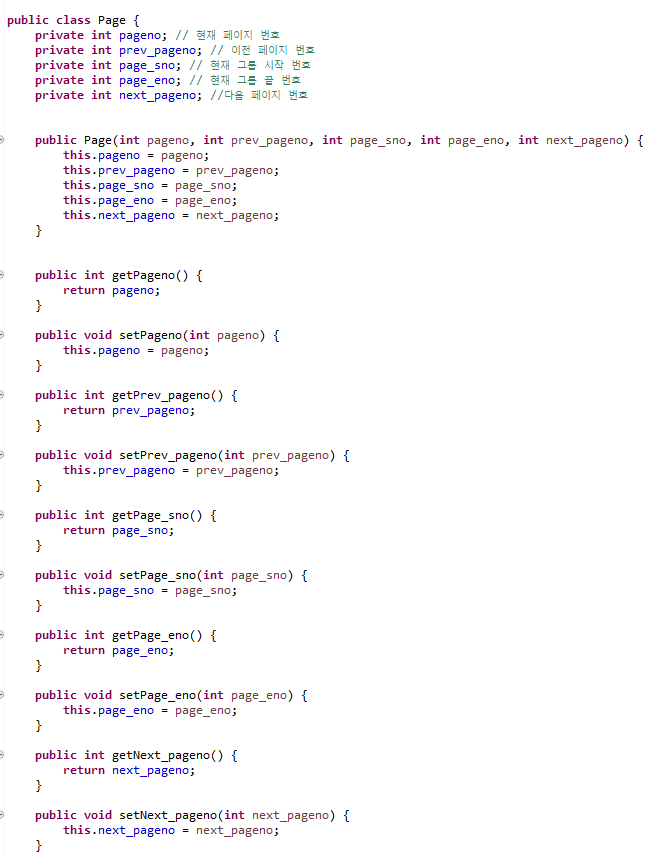 public class Page {
private int pageno; // 현재 페이지 번호
private int prev_pageno; // 이전 페이지 번호
private int page_sno; // 현재 그룹 시작 번호
private int page_eno; // 현재 그룹 끝 번호
private int next_pageno; //다음 페이지 번호
public Page(int pageno, int prev_pageno, int page_sno, int page_eno, int next_pageno) {
this.pageno = pageno;
this.prev_pageno = prev_pageno;
this.page_sno = page_sno;
this.page_eno = page_eno;
this.next_pageno = next_pageno;
}
public int getPageno() {
return pageno;
}
public void setPageno(int pageno) {
this.pageno = pageno;
}
public int getPrev_pageno() {
return prev_pageno;
}
public void setPrev_pageno(int prev_pageno) {
this.prev_pageno = prev_pageno;
}
public int getPage_sno() {
return page_sno;
}
public void setPage_sno(int page_sno) {
this.page_sno = page_sno;
}
public int getPage_eno() {
return page_eno;
}
public void setPage_eno(int page_eno) {
this.page_eno = page_eno;
}
public int getNext_pageno() {
return next_pageno;
}
public void setNext_pageno(int next_pageno) {
this.next_pageno = next_pageno;
}